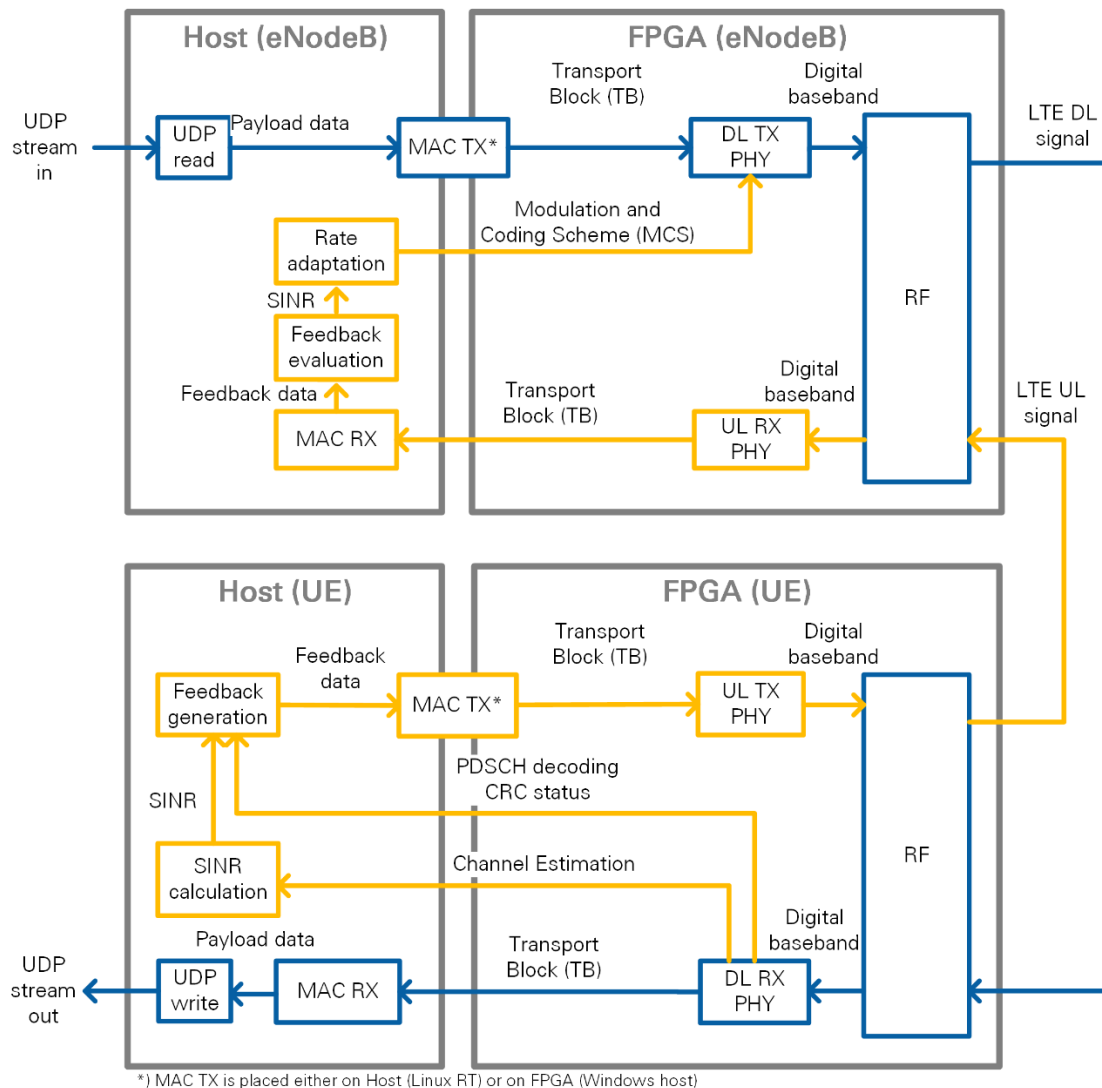 Host (eNodeB)
FPGA (eNodeB)
UDP
stream
in
UDP
read
Payload data
MAC TX*
Transport
Block (TB)
DL TX
PHY
Digital
baseband
RF
LTE DL
signal
Modulation and
Coding Scheme (MCS)
Rate
adaptation
SINR
Feedback
evaluation
Feedback data
MAC RX
Transport
Block (TB)
UL RX
PHY
Digital
baseband
LTE UL
signal
Host (UE)
FPGA (UE)
Feedback
generation
Feedback
data
MAC TX*
Transport
Block (TB)
UL TX
PHY
Digital
baseband
RF
PDSCH decoding
CRC status
SINR
SINR
calculation
Channel Estimation
UDP
stream
out
UDP
write
Payload data
MAC RX
Transport
Block (TB)
DL RX
PHY
Digital
baseband
*) MAC TX is placed either on Host (Linux RT) or on FPGA (Windows host)